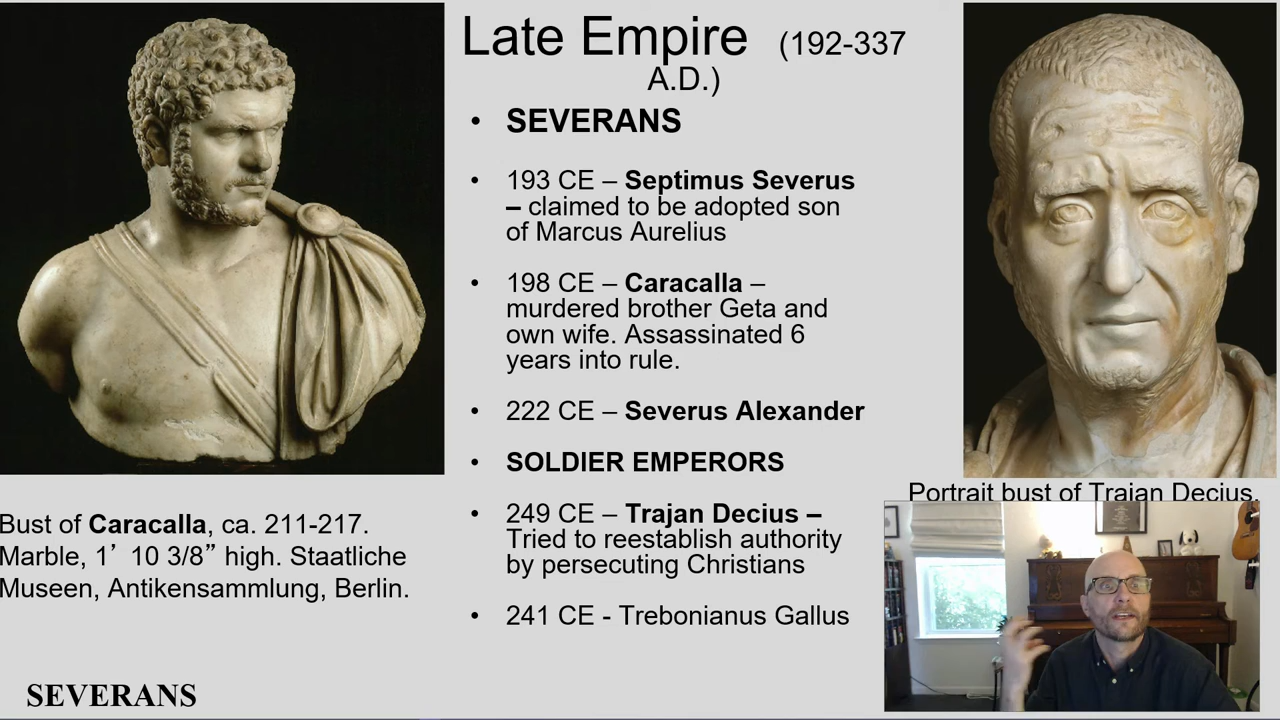 Late Empire (192-337
A.D.)
• SEVERANS
• 193 CE – Septimus Severus
– claimed to be adopted son
of Marcus Aurelius
• 198 CE – Caracalla –
murdered brother Geta and
own wife. Assassinated 6
years into rule.
• 222 CE – Severus Alexander
• SOLDIER EMPERORS
• 249 CE – Trajan Decius –
Tried to reestablish authority
by persecuting Christians
• 241 CE - Trebonianus Gallus
Bust of Caracalla, ca. 211-217.
Marble, 1’ 10 3/8” high. Staatliche
Museen, Antikensammlung, Berlin.
SEVERANS
Portrait bust of Trajan Decius.